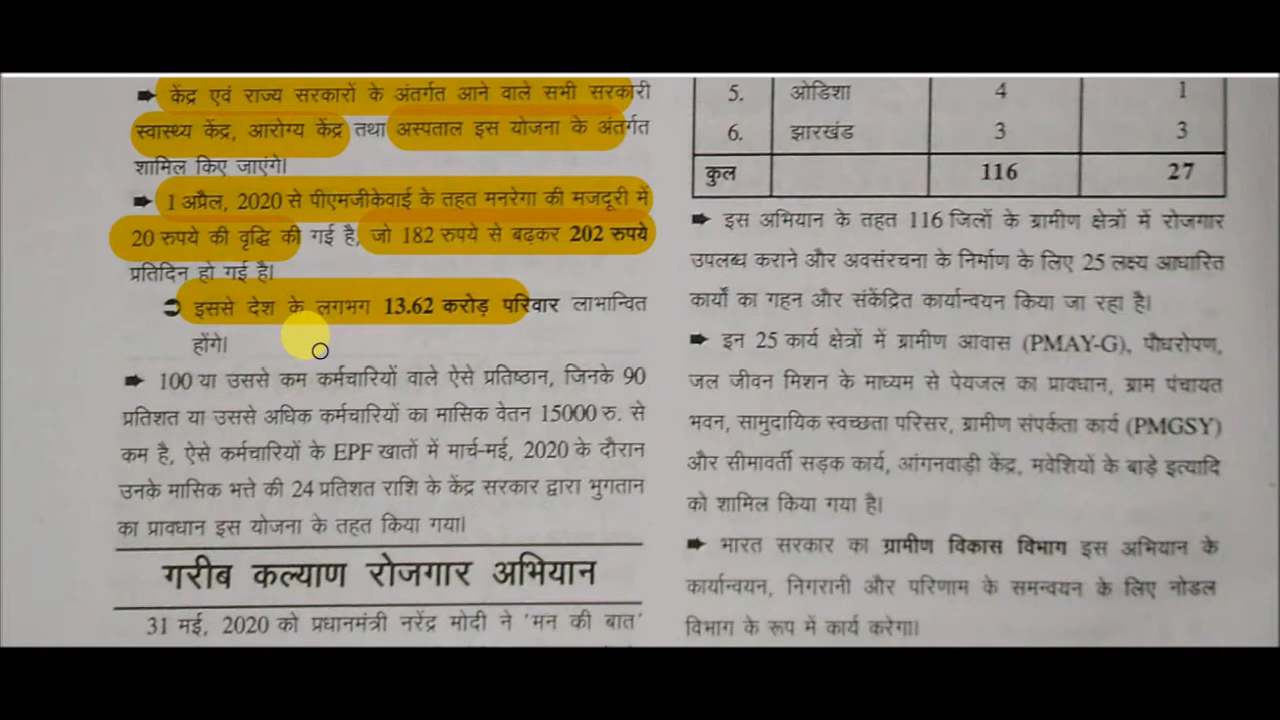 ➨ केंद्र एवं राज्य सरकारों के अंतर्गत आने वाले सभी सरकारी
स्वास्थ्य केंद्र, आरोग्य केंद्र तथा अस्पताल इस योजना के अंतर्गत
शामिल किए जाएंगे।
➨ 1 अप्रैल, 2020 से पीएमजीकेवाई के तहत मनरेगा की मजदूरी में
20 रुपये की वृद्धि की गई है, जो 182 रुपये से बढ़कर 202 रुपये
प्रतिदिन हो गई है।
➲ इससे देश के लगभग 13.62 करोड़ परिवार लाभान्वित
होंगे।
➨ 100 या उससे कम कर्मचारियों वाले ऐसे प्रतिष्ठान, जिनके 90
प्रतिशत या उससे अधिक कर्मचारियों का मासिक वेतन 15000 रु. से
कम है, ऐसे कर्मचारियों के EPF खातों में मार्च-मई, 2020 के दौरान
उनके मासिक भत्ते की 24 प्रतिशत राशि के केंद्र सरकार द्वारा भुगतान
का प्रावधान इस योजना के तहत किया गया।
गरीब कल्याण रोजगार अभियान
31 मई, 2020 को प्रधानमंत्री नरेंद्र मोदी ने 'मन की बात'
5. ओडिशा 4 1
6. झारखंड 3 3
कुल 116 27
➨ इस अभियान के तहत 116 जिलों के ग्रामीण क्षेत्रों में रोजगार
उपलब्ध कराने और अवसंरचना के निर्माण के लिए 25 लक्ष्य आधारित
कार्यों का गहन और संकेंद्रित कार्यान्वयन किया जा रहा है।
➨ इन 25 कार्य क्षेत्रों में ग्रामीण आवास (PMAY-G), पौधरोपण,
जल जीवन मिशन के माध्यम से पेयजल का प्रावधान, ग्राम पंचायत
भवन, सामुदायिक स्वच्छता परिसर, ग्रामीण संपर्कता कार्य (PMGSY)
और सीमावर्ती सड़क कार्य, आंगनवाड़ी केंद्र, मवेशियों के बाड़े इत्यादि
को शामिल किया गया है।
➨ भारत सरकार का ग्रामीण विकास विभाग इस अभियान के
कार्यान्वयन, निगरानी और परिणाम के समन्वयन के लिए नोडल
विभाग के रूप में कार्य करेगा।